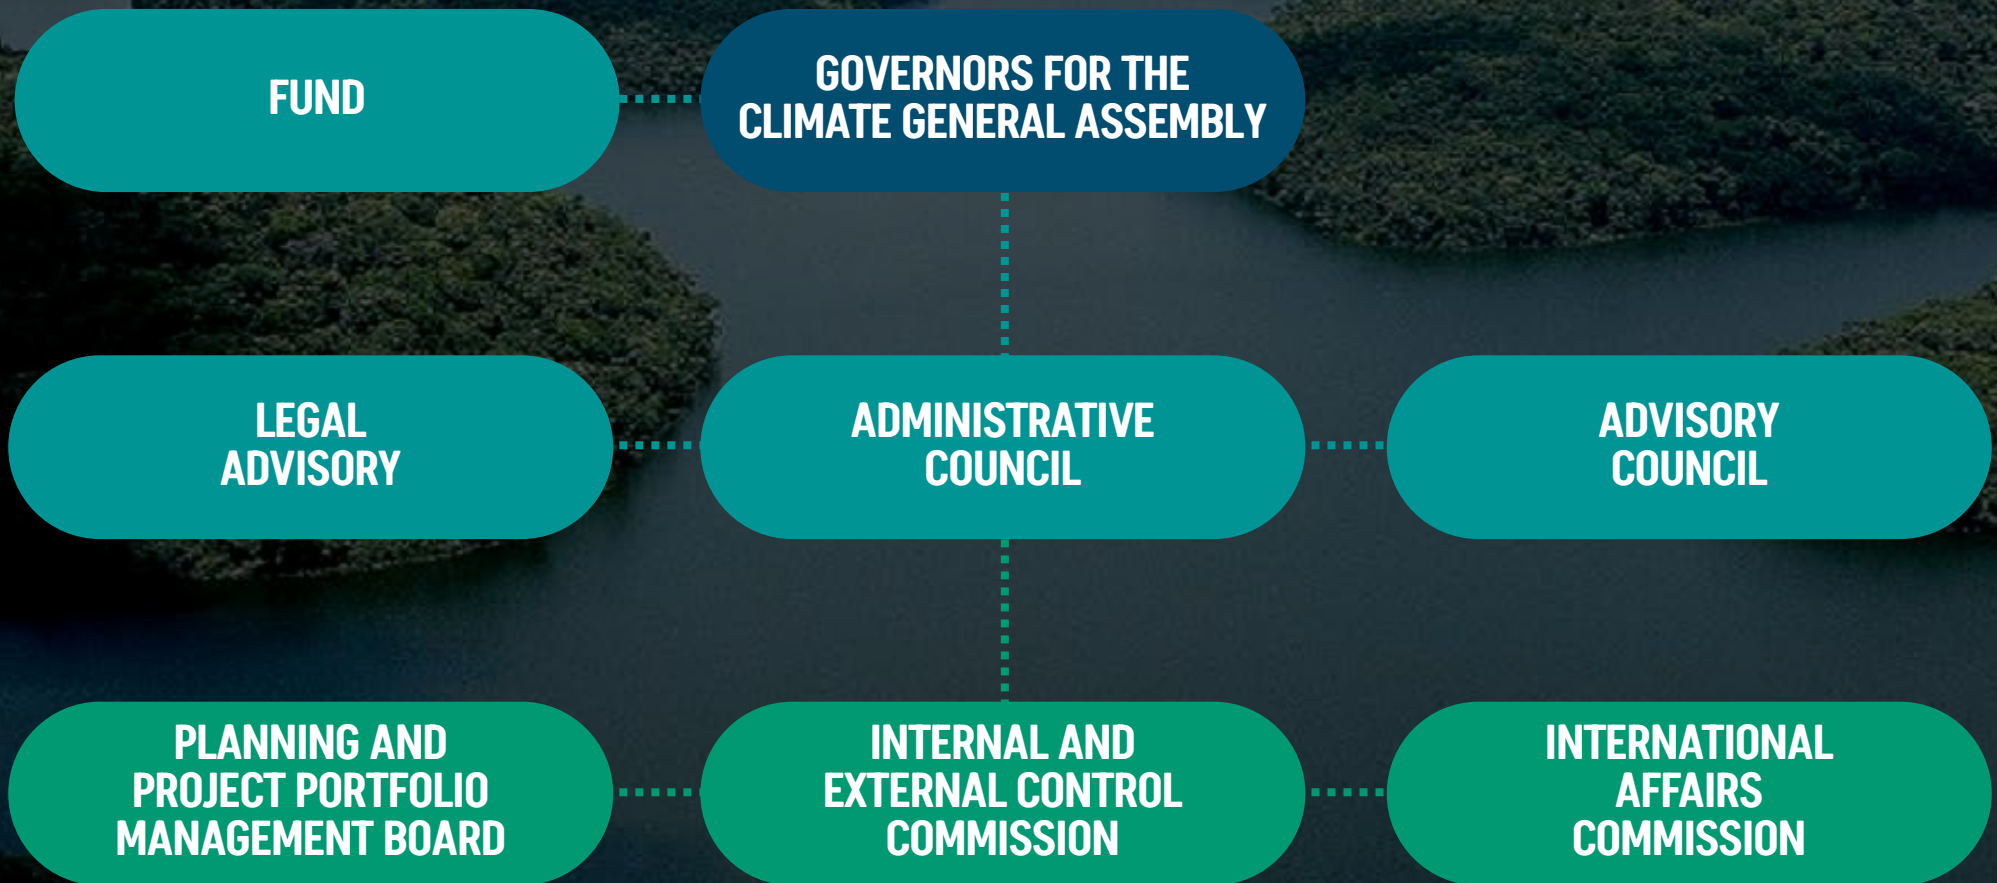 FUND
GOVERNORS FOR THE
CLIMATE GENERAL ASSEMBLY
LEGAL
ADVISORY
ADMINISTRATIVE
COUNCIL
ADVISORY
COUNCIL
PLANNING AND
PROJECT PORTFOLIO
MANAGEMENT BOARD
INTERNAL AND
EXTERNAL CONTROL
COMMISSION
INTERNATIONAL
AFFAIRS
COMMISSION